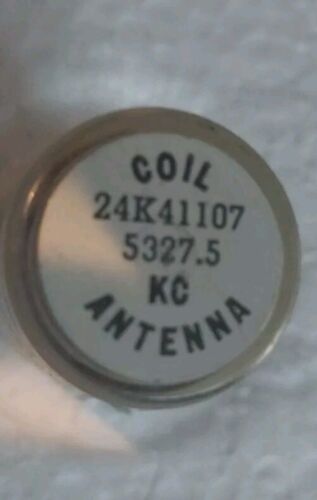 COIL
24K41107
5327.5
KC
ANTENNA